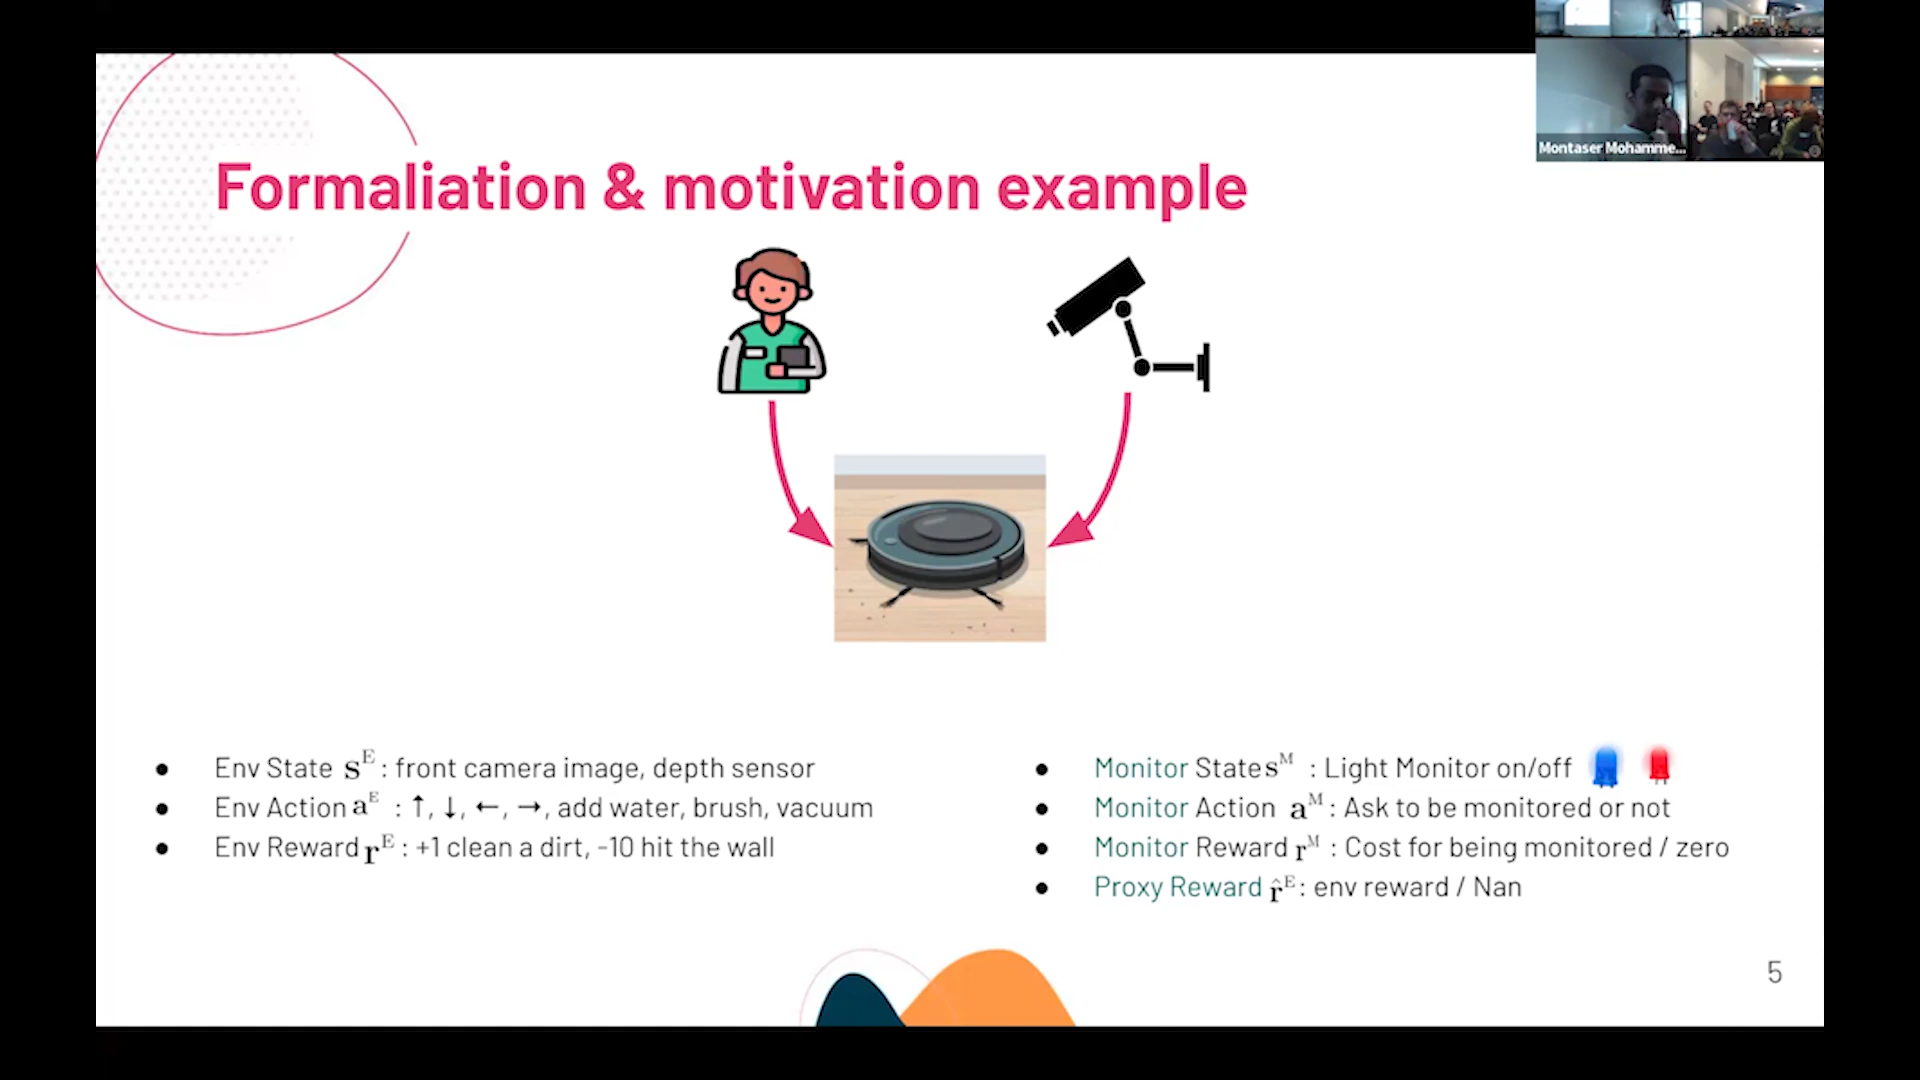 Montaser Mohamme...
Formaliation & motivation example
Env State s^E : front camera image, depth sensor
Env Action a^E : ↑, ↓, ←, →, add water, brush, vacuum
Env Reward r^E : +1 clean a dirt, -10 hit the wall
Monitor State s^M : Light Monitor on/off
Monitor Action a^M : Ask to be monitored or not
Monitor Reward r^M : Cost for being monitored / zero
Proxy Reward r̂^E : env reward / Nan
5